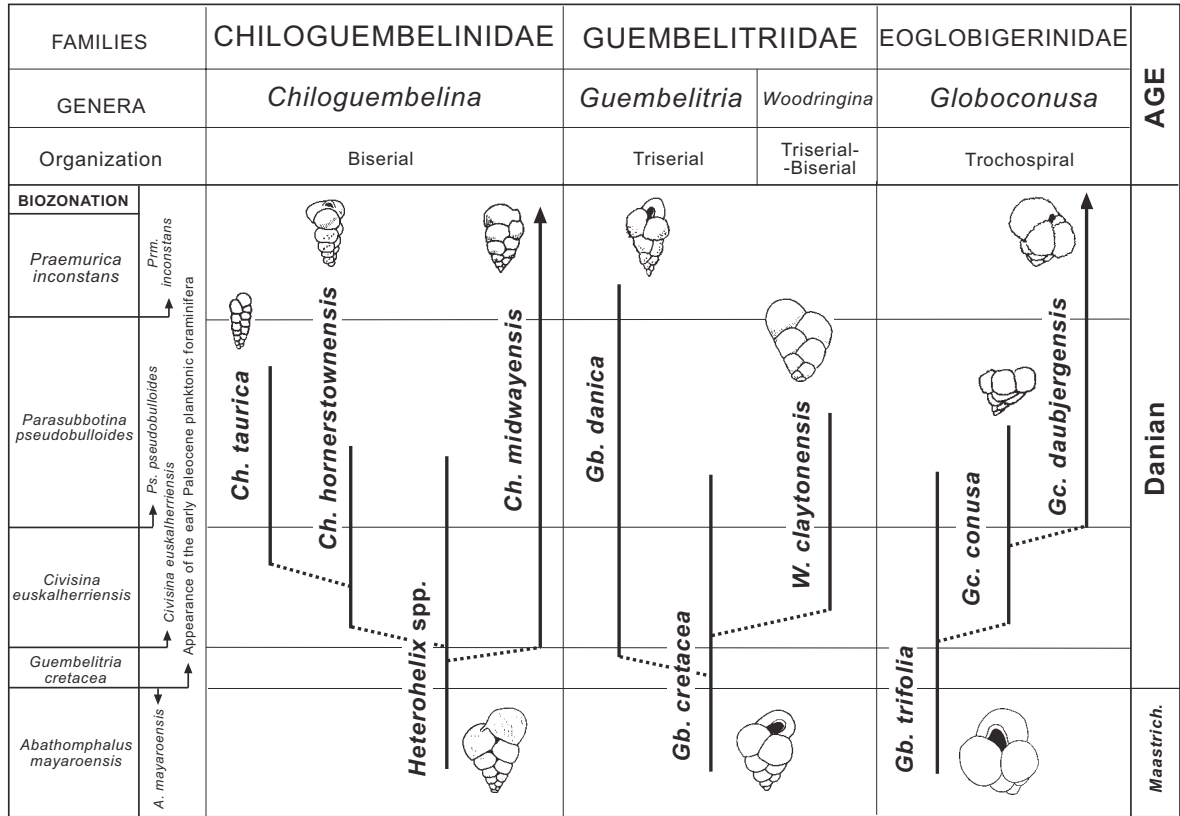 FAMILIES
CHILOGUEMBELINIDAE
GUEMBELITRIIDAE
EOGLOBIGERINIDAE
AGE
GENERA
Chiloguembelina
Guembelitria
Woodringina
Globoconusa
Organization
Biserial
Triserial
Triserial-
-Biserial
Trochospiral
BIOZONATION
Praemurica
inconstans
Parasubbotina
pseudobulloides
Civisina
euskalherriensis
Guembelitria
cretacea
Abathomphalus
mayaroensis
A. mayaroensis
Ps. pseudobulloides
Prm.
inconstans
Civisina euskalherriensis
Appearance of the early Paleocene planktonic foraminifera
Ch. taurica
Ch. hornerstownensis
Heterohelix spp.
Ch. midwayensis
Gb. danica
Gb. cretacea
W. claytonensis
Gb. trifolia
Gc. conusa
Gc. daubjergensis
Danian
Maastrich.